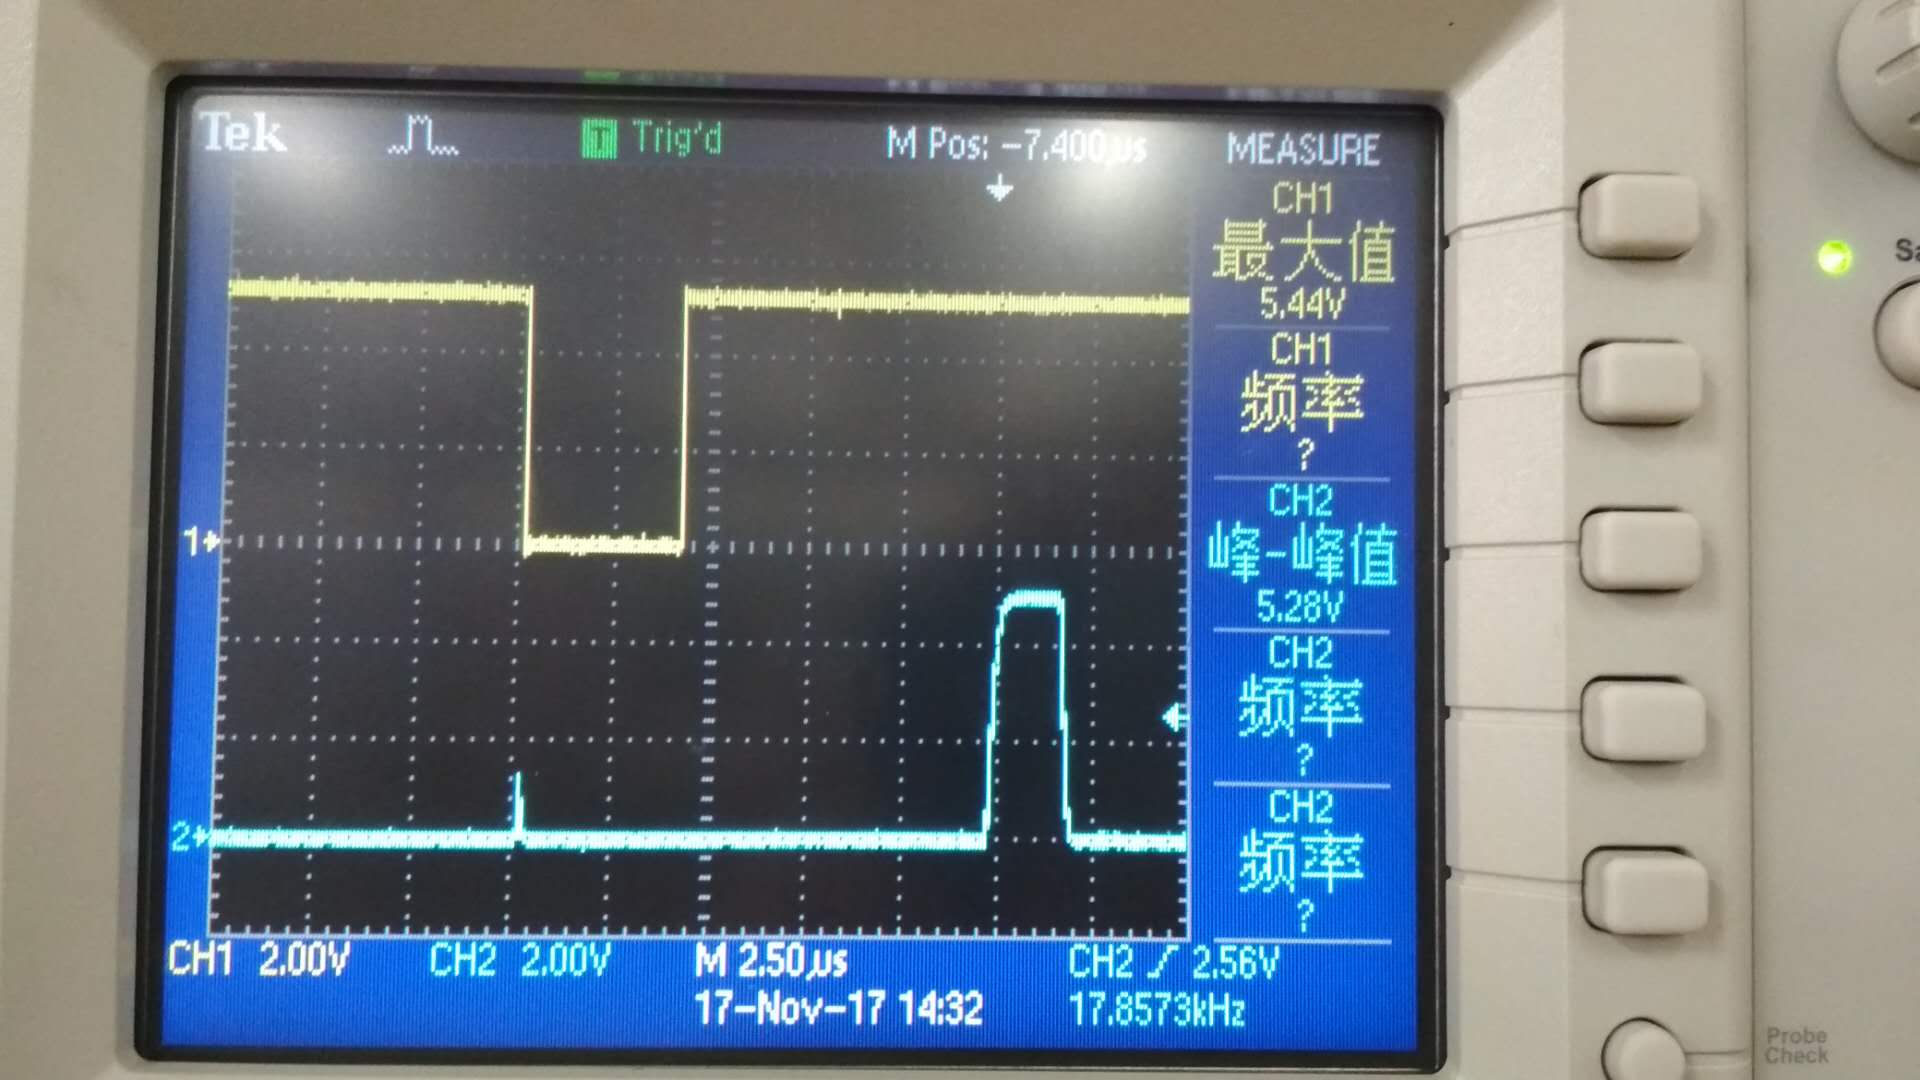 Tek T Trig'd M Pos: -7.400µs MEASURE
CH1
最大值
5.44V
CH1
频率
?
CH2
峰-峰值
5.28V
CH2
频率
?
CH2
频率
?
1
2
CH1 2.00V CH2 2.00V M 2.50µs CH2 2.56V
17-Nov-17 14:32 17.8573kHz
Probe
Check